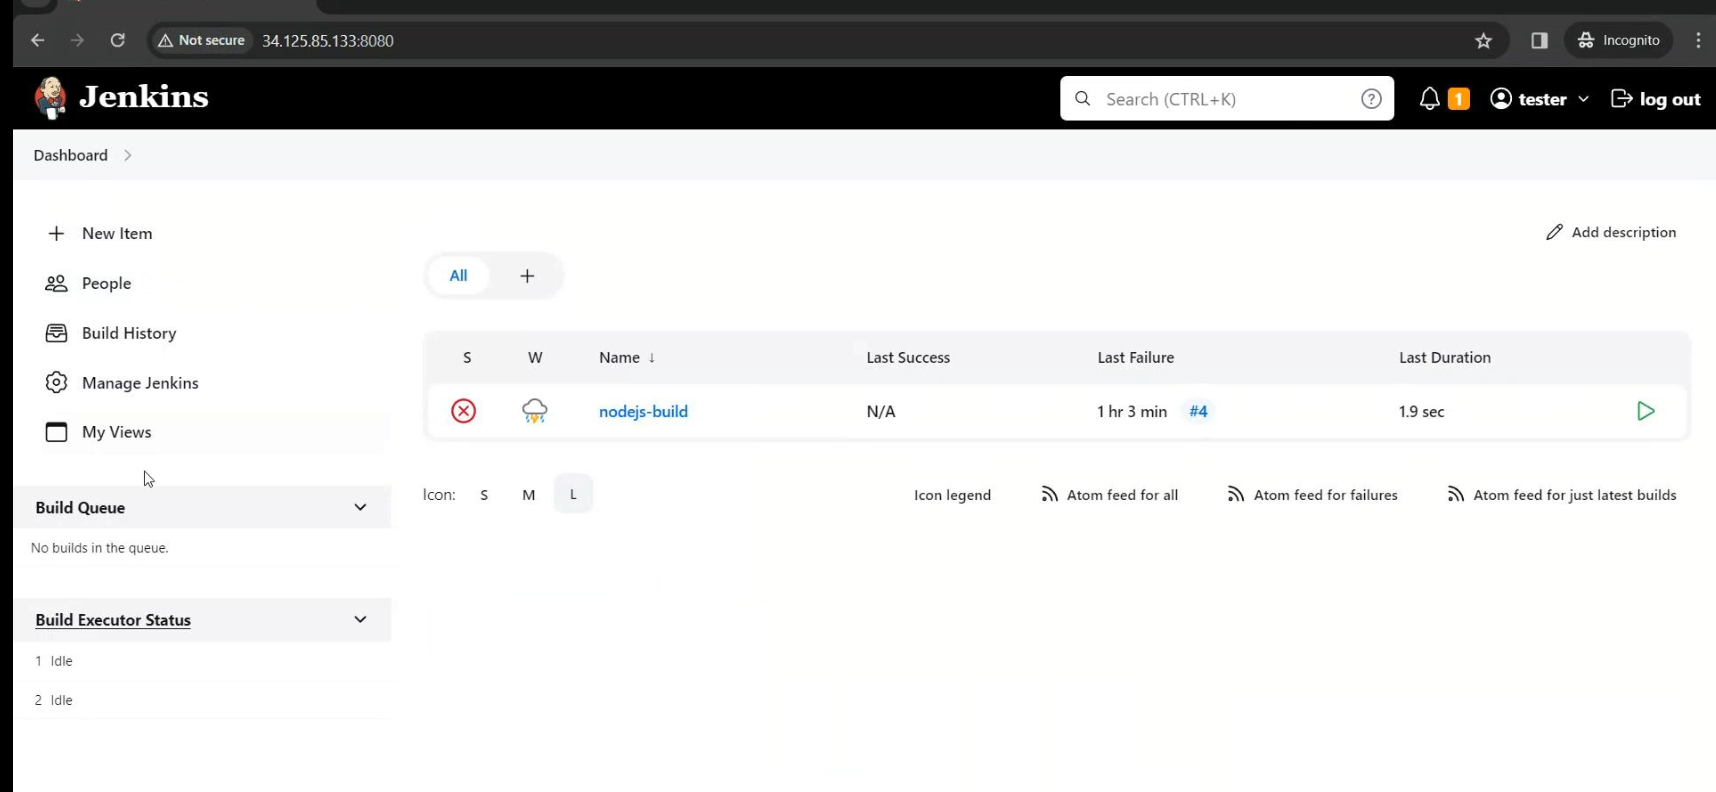 Not secure 34.125.85.133:8080 Incognito
Jenkins Search (CTRL+K) 1 tester log out
Dashboard
New Item
Add description
People
All +
Build History
S W Name ↓ Last Success Last Failure Last Duration
Manage Jenkins
nodejs-build N/A 1 hr 3 min #4 1.9 sec
My Views
Icon: S M L Icon legend Atom feed for all Atom feed for failures Atom feed for just latest builds
Build Queue
No builds in the queue.
Build Executor Status
1 Idle
2 Idle